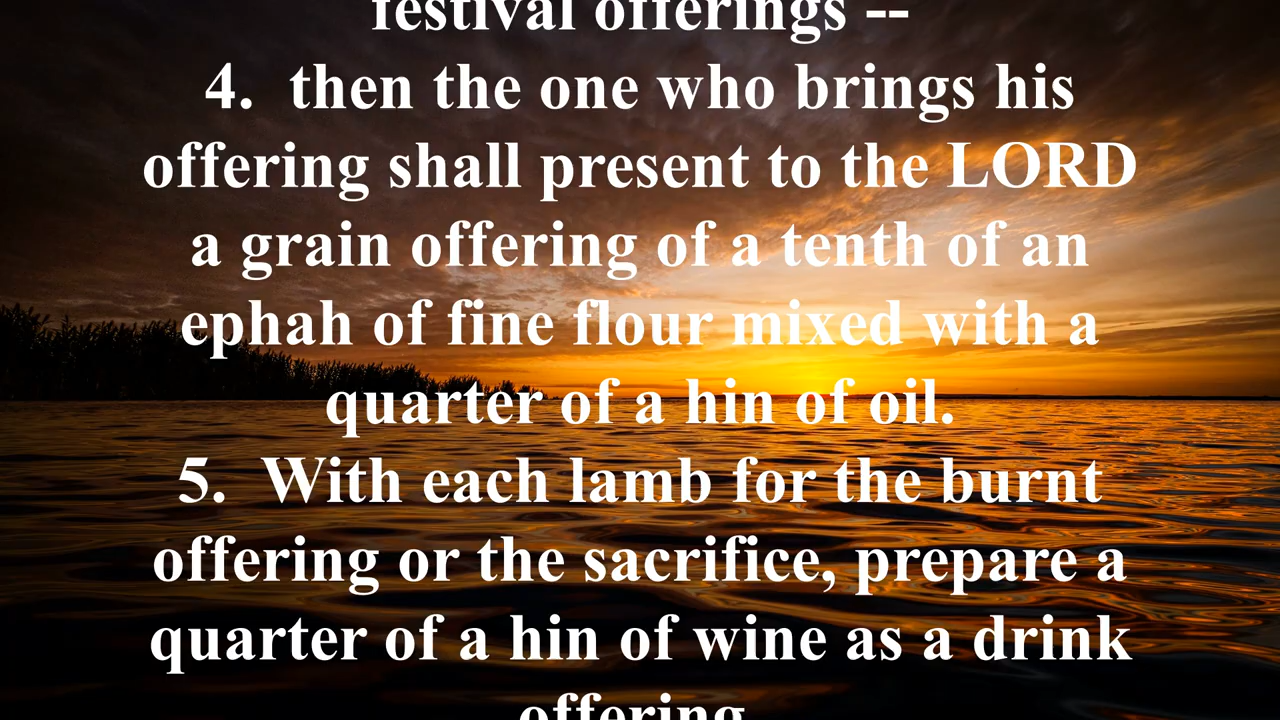 festival offerings --
4.  then the one who brings his
offering shall present to the LORD
a grain offering of a tenth of an
ephah of fine flour mixed with a
quarter of a hin of oil.
5.  With each lamb for the burnt
offering or the sacrifice, prepare a
quarter of a hin of wine as a drink
offering.